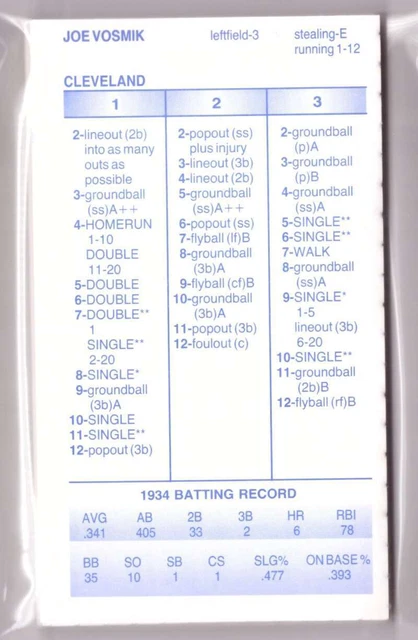 JOE VOSMIK leftfield-3 stealing-E
running 1-12
CLEVELAND
1 2 3
2-lineout (2b)
into as many
outs as
possible
3-groundball
(ss)A++
4-HOMERUN
1-10
DOUBLE
11-20
5-DOUBLE
6-DOUBLE
7-DOUBLE**
1
SINGLE**
2-20
8-SINGLE*
9-groundball
(3b)A
10-SINGLE
11-SINGLE**
12-popout (3b)
2-popout (ss)
plus injury
3-lineout (3b)
4-lineout (2b)
5-groundball
(ss)A++
6-popout (ss)
7-flyball (lf)B
8-groundball
(3b)A
9-flyball (cf)B
10-groundball
(3b)A
11-popout (3b)
12-foulout (c)
2-groundball
(p)A
3-groundball
(p)B
4-groundball
(ss)A
5-SINGLE**
6-SINGLE**
7-WALK
8-groundball
(ss)A
9-SINGLE*
1-5
lineout (3b)
6-20
10-SINGLE**
11-groundball
(2b)B
12-flyball (rf)B
1934 BATTING RECORD
AVG AB 2B 3B HR RBI
.341 405 33 2 6 78
BB SO SB CS SLG% ON BASE %
35 10 1 1 .477 .393